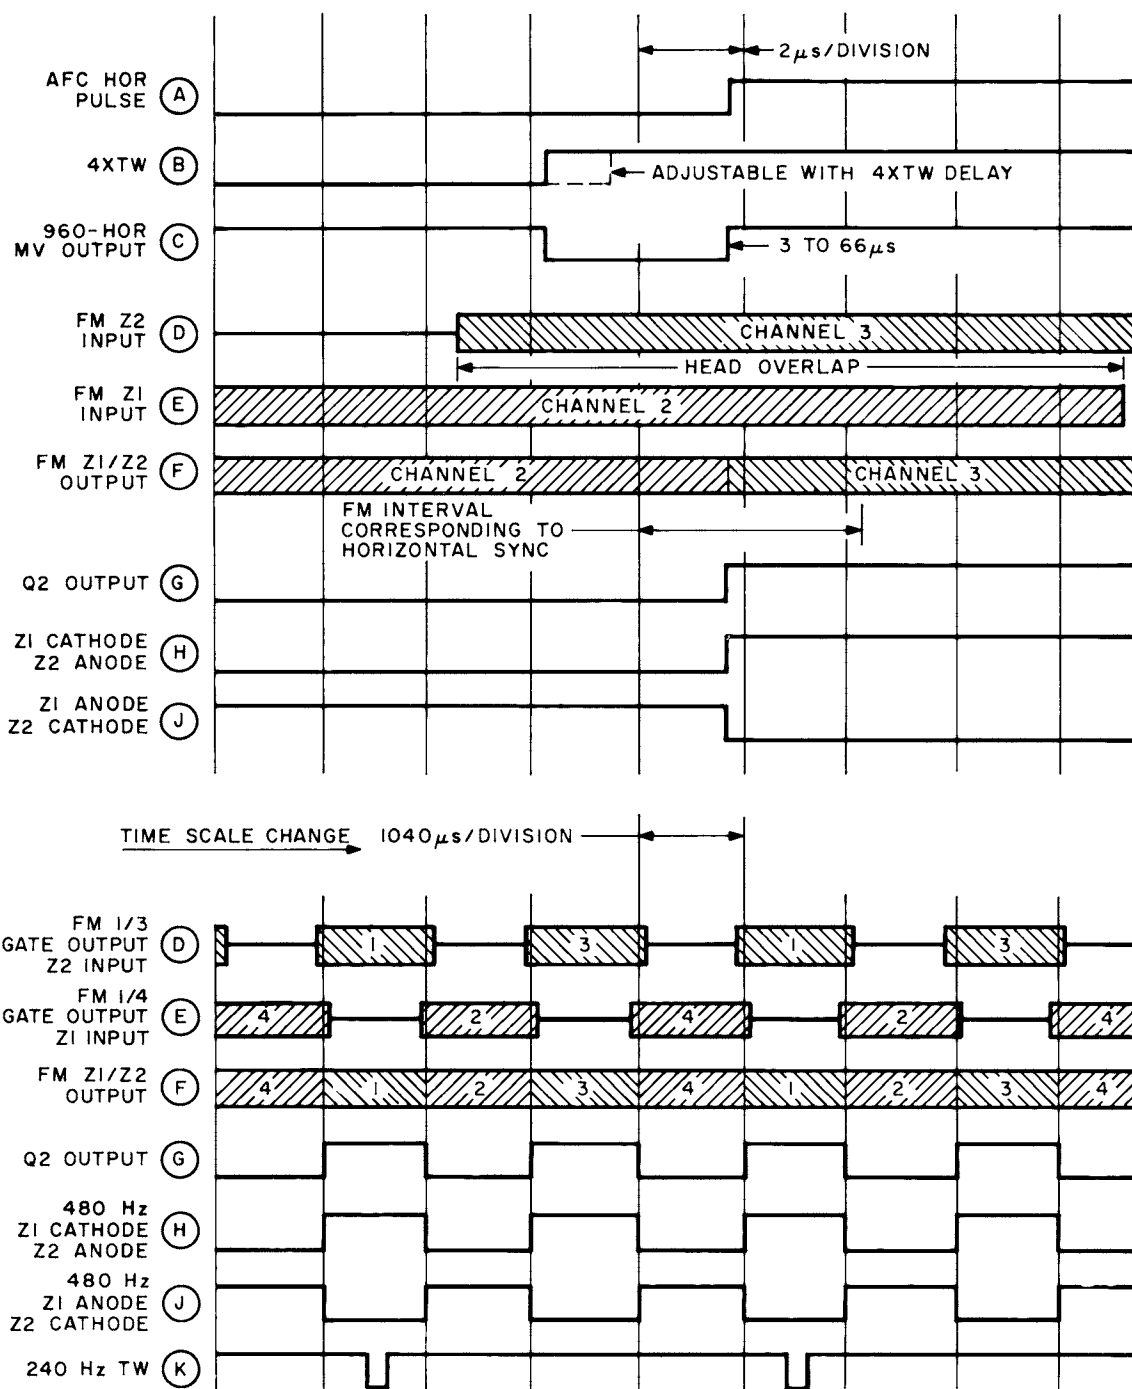 2µs/DIVISION
AFC HOR
PULSE
A
4XTW
B
ADJUSTABLE WITH 4XTW DELAY
960-HOR
MV OUTPUT
C
3 TO 66µs
FM Z2
INPUT
D
CHANNEL 3
HEAD OVERLAP
FM Z1
INPUT
E
CHANNEL 2
FM Z1/Z2
OUTPUT
F
CHANNEL 2
CHANNEL 3
FM INTERVAL
CORRESPONDING TO
HORIZONTAL SYNC
Q2 OUTPUT
G
Z1 CATHODE
Z2 ANODE
H
Z1 ANODE
Z2 CATHODE
J
TIME SCALE CHANGE 1040µs/DIVISION
FM 1/3
GATE OUTPUT
Z2 INPUT
D
1 3 1 3
FM 1/4
GATE OUTPUT
Z1 INPUT
E
4 2 4 2 4
FM Z1/Z2
OUTPUT
F
4 1 2 3 4 1 2 3 4
Q2 OUTPUT
G
480 Hz
Z1 CATHODE
Z2 ANODE
H
480 Hz
Z1 ANODE
Z2 CATHODE
J
240 Hz TW
K